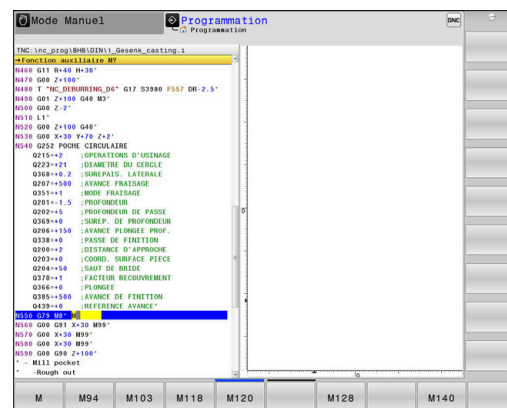 Mode Manuel
Programmation
Programmation
DNC
TNC:\nc_prog\BHB\DIN\1_Gesenk_casting.i
→Fonction auxiliaire M?
N460 G11 R+40 H+30*
N470 G00 Z+100*
N480 T "NC_DEBURRING_D6" G17 S3980 F557 DR-2.5*
N490 G01 Z+100 G40 M3*
N500 G00 Z-2*
N510 L1*
N520 G00 Z+100 G40*
N530 G00 X+30 Y+70 Z+2*
N540 G252 POCHE CIRCULAIRE
Q215=+2 ;OPERATIONS D'USINAGE
Q223=+21 ;DIAMETRE DU CERCLE
Q368=+0.2 ;SUREPAIS. LATERALE
Q207=+500 ;AVANCE FRAISAGE
Q351=+1 ;MODE FRAISAGE
Q201=-1.5 ;PROFONDEUR
Q202=+5 ;PROFONDEUR DE PASSE
Q369=+0 ;SUREP. DE PROFONDEUR
Q206=+150 ;AVANCE PLONGEE PROF.
Q338=+0 ;PASSE DE FINITION
Q200=+2 ;DISTANCE D'APPROCHE
Q203=+0 ;COORD. SURFACE PIECE
Q204=+50 ;SAUT DE BRIDE
Q370=+1 ;FACTEUR RECOUVREMENT
Q366=+0 ;PLONGEE
Q385=+500 ;AVANCE DE FINITION
Q439=+0 ;REFERENCE AVANCE*
N550 G79 M8* M
N560 G00 G91 X+30 M99*
N570 G00 X+30 M99*
N580 G00 X+30 M99*
N590 G00 G90 Z+100*
* - Mill pocket
* -Rough out
M M94 M103 M118 M120 M128 M140